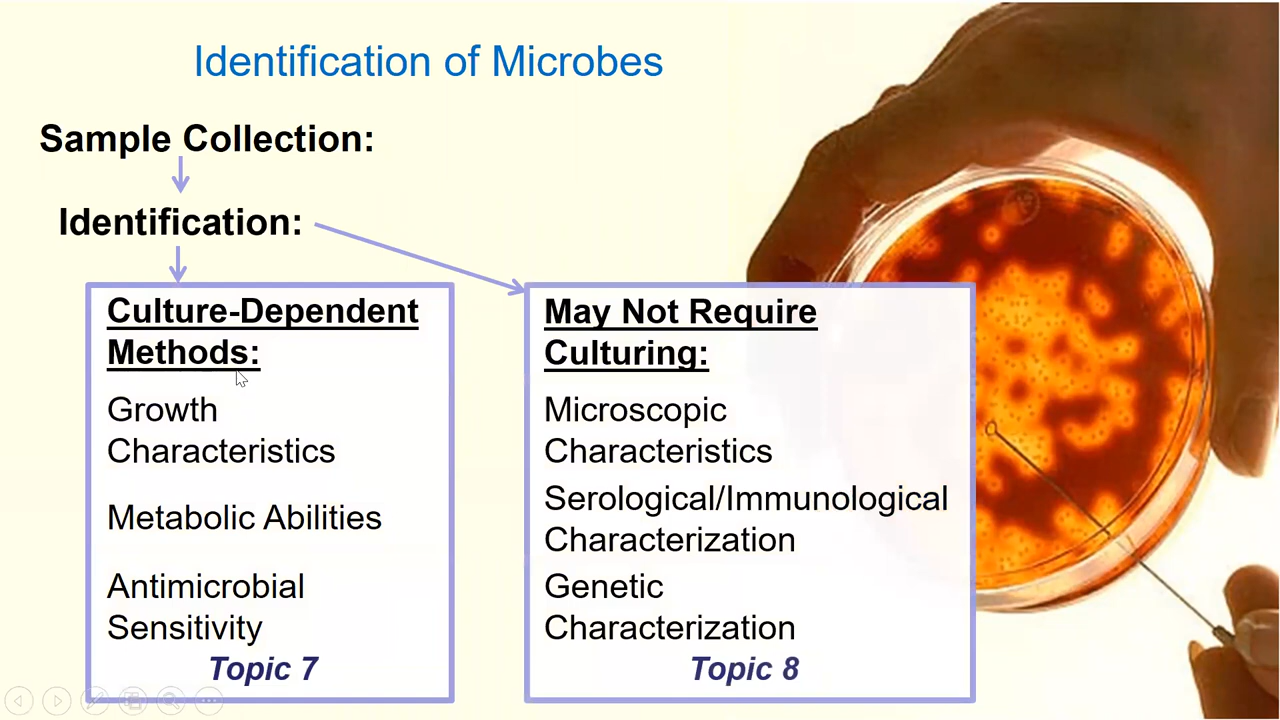 Identification of Microbes
Sample Collection:
Identification:
Culture-Dependent
Methods:
Growth
Characteristics
Metabolic Abilities
Antimicrobial
Sensitivity
Topic 7
May Not Require
Culturing:
Microscopic
Characteristics
Serological/Immunological
Characterization
Genetic
Characterization
Topic 8